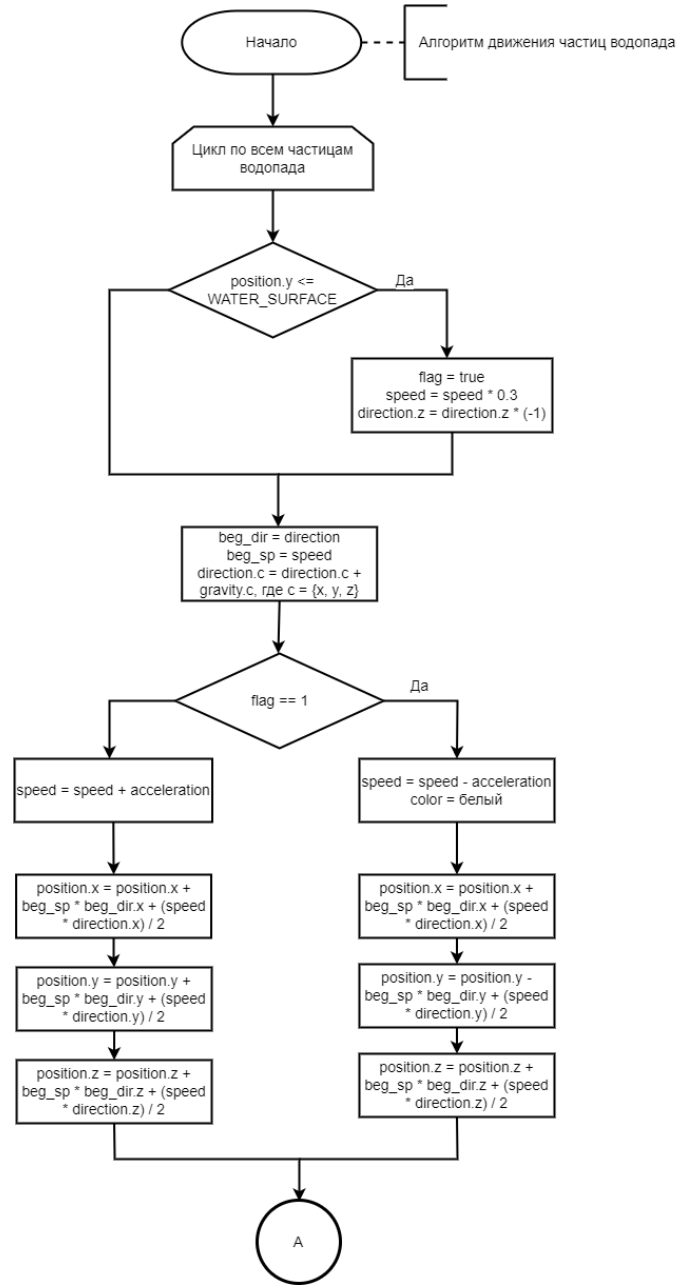 Начало
Алгоритм движения частиц водопада
Цикл по всем частицам
водопада
position.y <=
WATER_SURFACE
Да
flag = true
speed = speed * 0.3
direction.z = direction.z * (-1)
beg_dir = direction
beg_sp = speed
direction.c = direction.c +
gravity.c, где c = {x, y, z}
flag == 1
Да
speed = speed + acceleration
speed = speed - acceleration
color = белый
position.x = position.x +
beg_sp * beg_dir.x + (speed
* direction.x) / 2
position.x = position.x +
beg_sp * beg_dir.x + (speed
* direction.x) / 2
position.y = position.y +
beg_sp * beg_dir.y + (speed
* direction.y) / 2
position.y = position.y -
beg_sp * beg_dir.y + (speed
* direction.y) / 2
position.z = position.z +
beg_sp * beg_dir.z + (speed
* direction.z) / 2
position.z = position.z +
beg_sp * beg_dir.z + (speed
* direction.z) / 2
А